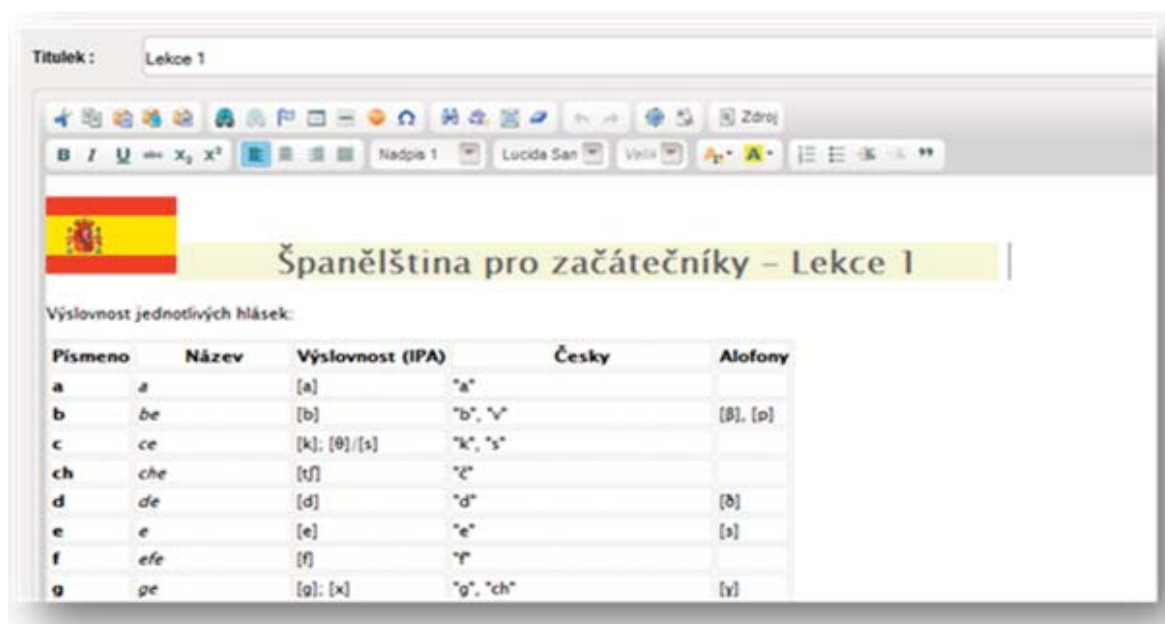 Titulek : Lekce 1
Zdroj
B I U abc X₂ X² Nadpis 1 Lucida San Velik A A
Španělština pro začátečníky – Lekce 1
Výslovnost jednotlivých hlásek:
Písmeno Název Výslovnost (IPA) Česky Alofony
a a [a] "a"
b be [b] "b", "v" [β], [p]
c ce [k]; [θ]/[s] "k", "s"
ch che [tʃ] "č"
d de [d] "d" [ð]
e e [e] "e" [ɜ]
f efe [f] "f"
g ge [g]; [x] "g", "ch" [γ]